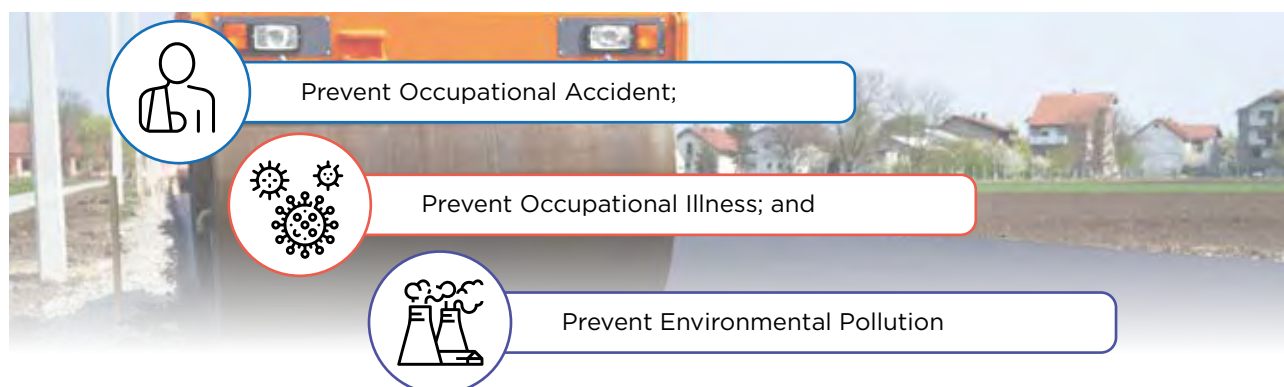 Prevent Occupational Accident;
Prevent Occupational Illness; and
Prevent Environmental Pollution